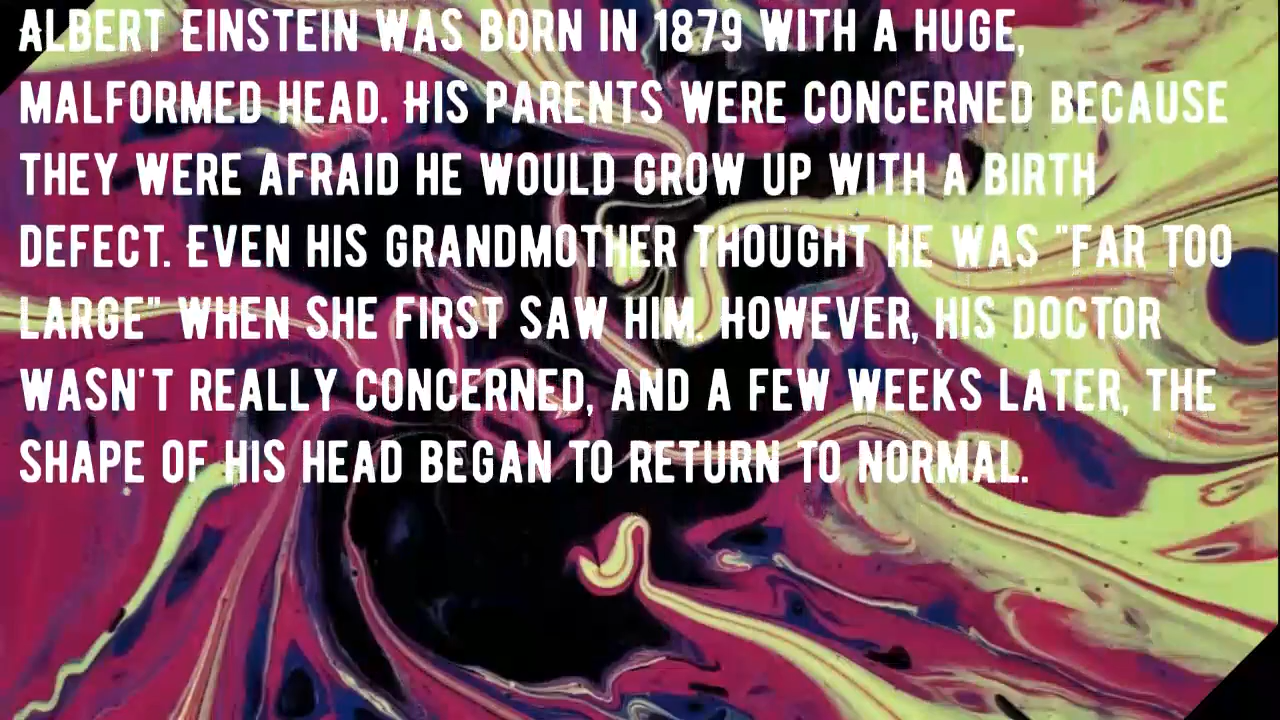 Albert Einstein was born in 1879 with a huge,
malformed head. His parents were concerned because
they were afraid he would grow up with a birth
defect. Even his grandmother thought he was "far too
large" when she first saw him. However, his doctor
wasn't really concerned, and a few weeks later, the
shape of his head began to return to normal.